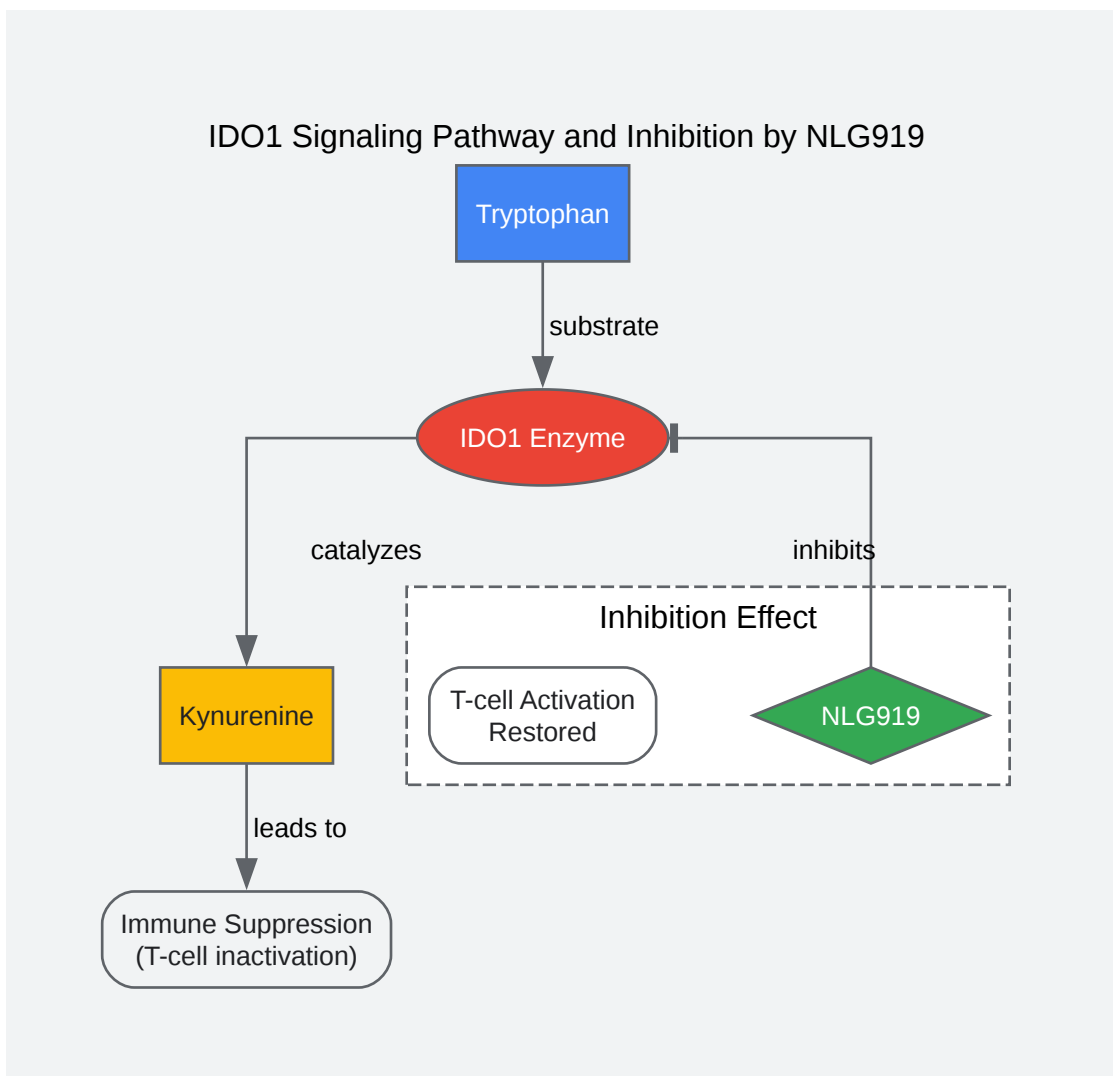 IDO1 Signaling Pathway and Inhibition by NLG919
Tryptophan
substrate
IDO1 Enzyme
catalyzes
inhibits
Inhibition Effect
Kynurenine
T-cell Activation
Restored
NLG919
leads to
Immune Suppression
(T-cell inactivation)